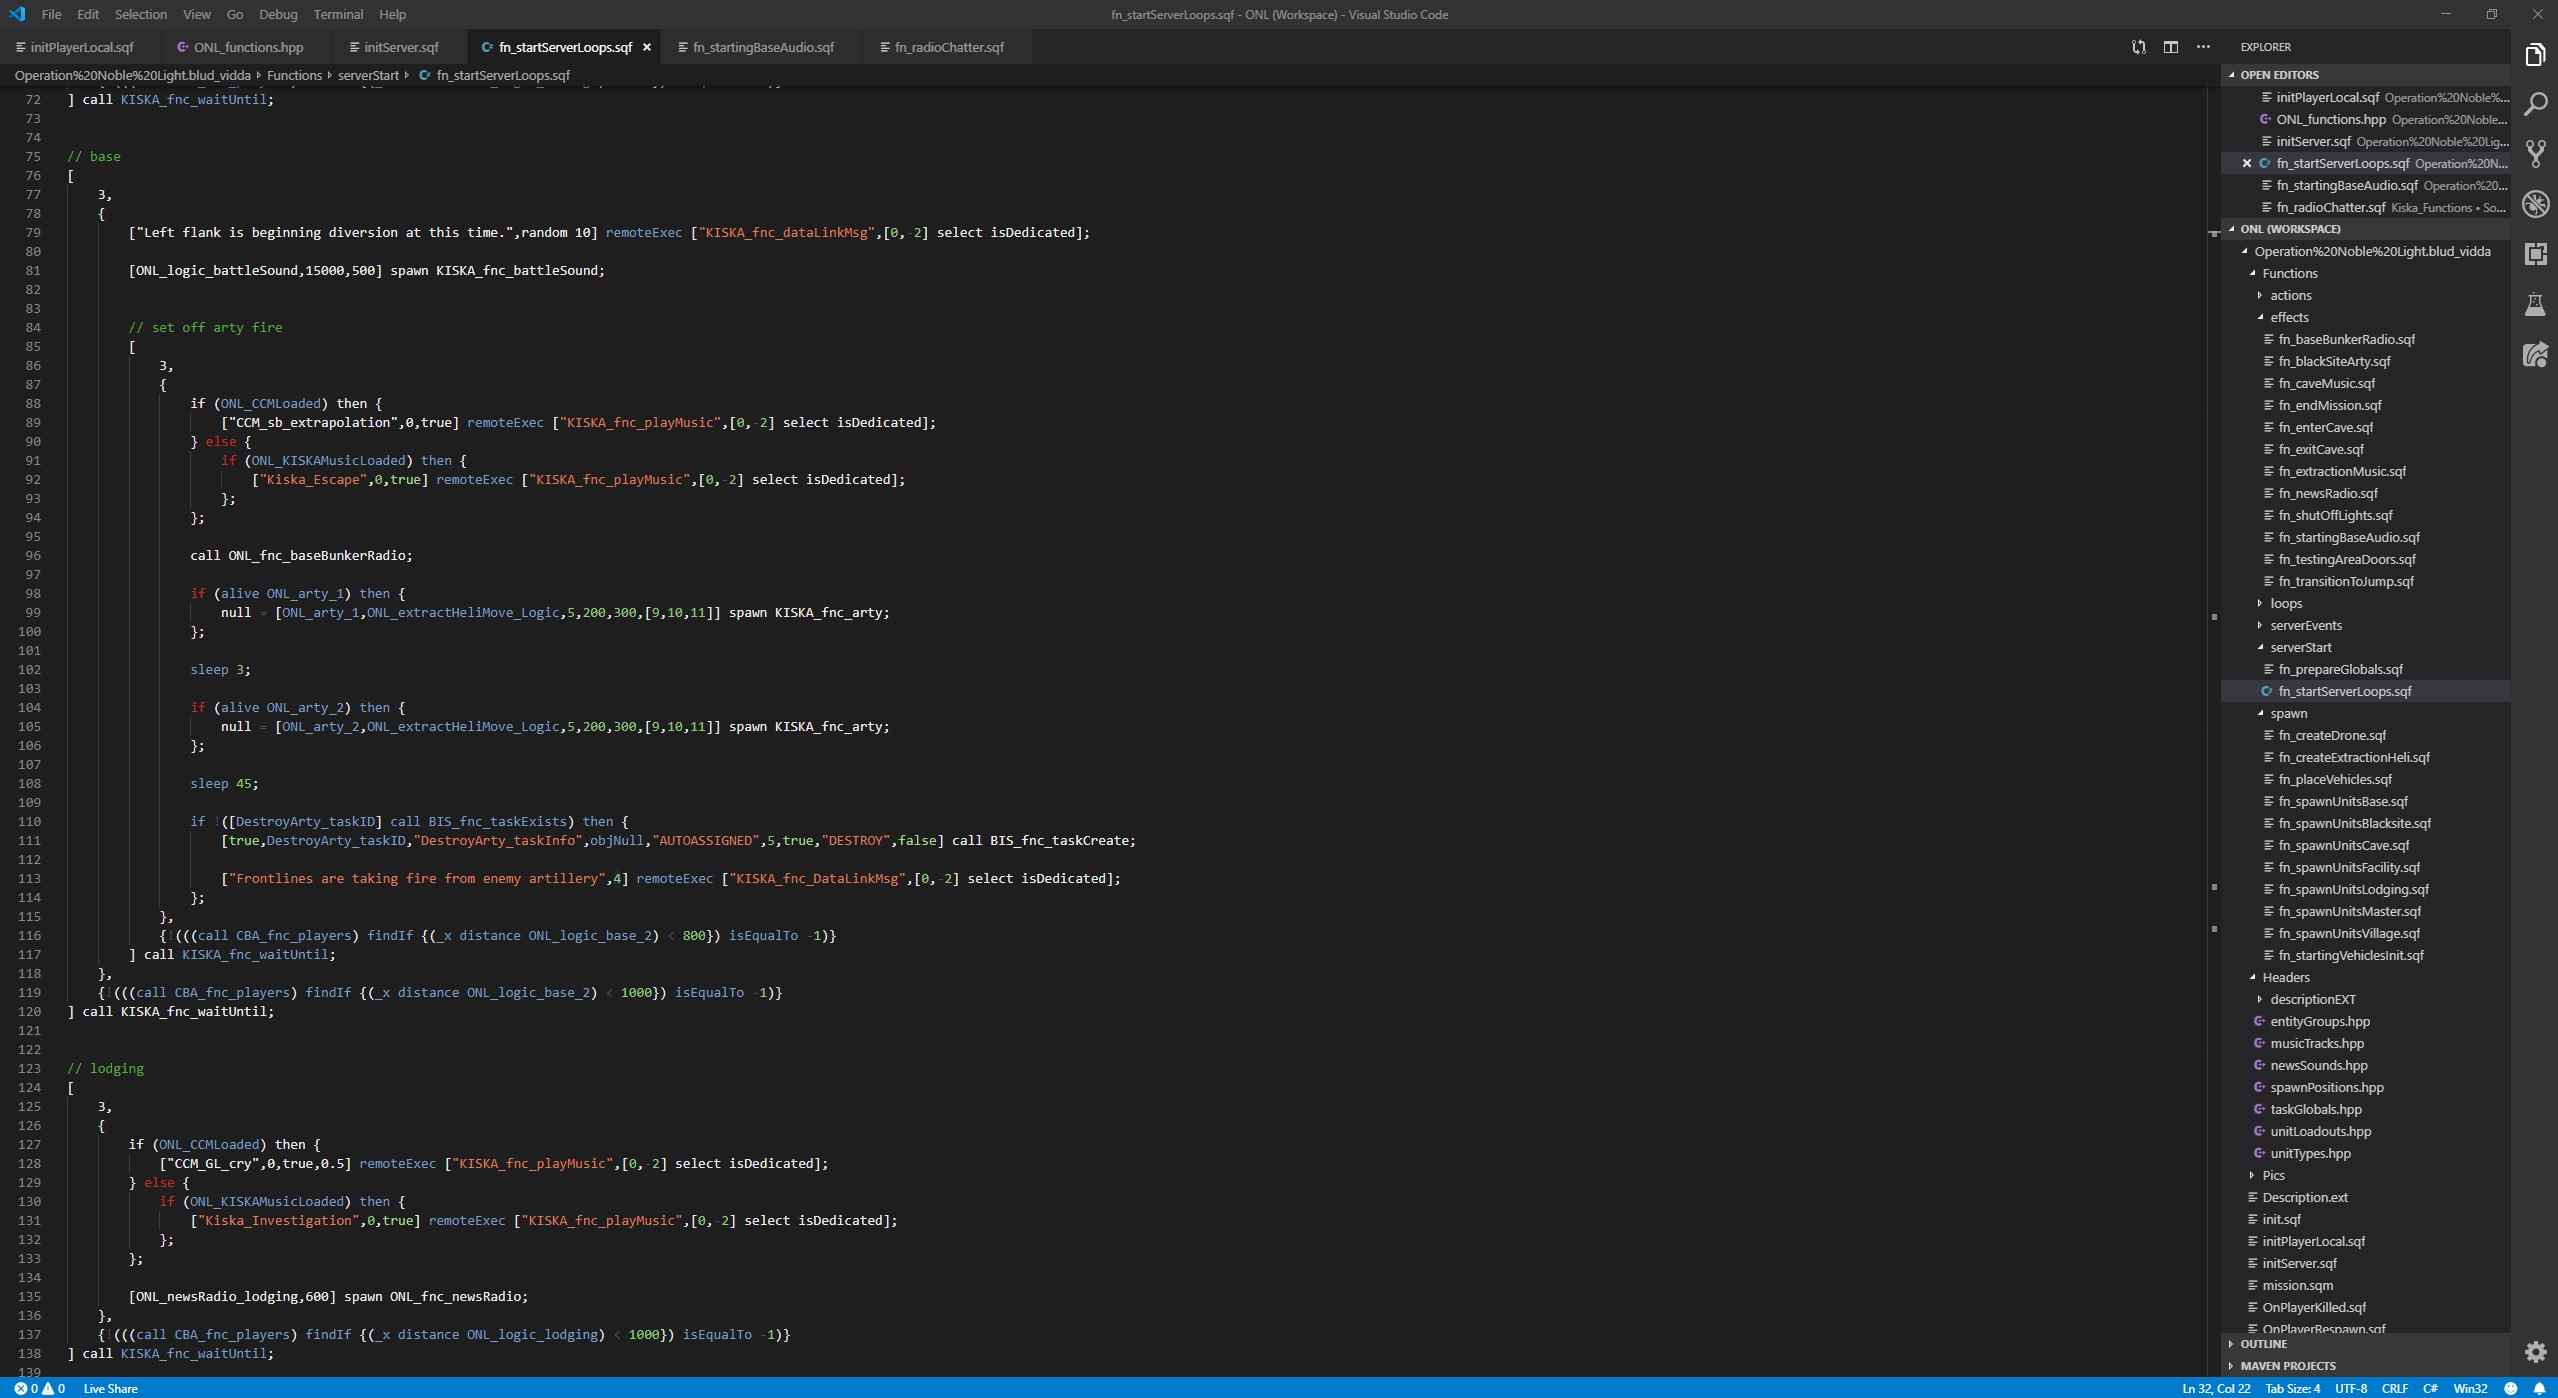 File Edit Selection View Go Debug Terminal Help
fn_startServerLoops.sqf - ONL (Workspace) - Visual Studio Code
initPlayerLocal.sqf ONL_functions.hpp initServer.sqf fn_startServerLoops.sqf fn_startingBaseAudio.sqf fn_radioChatter.sqf
Operation%20Noble%20Light.blud_vidda Functions serverStart fn_startServerLoops.sqf
72 ] call KISKA_fnc_waitUntil;
73
74
75 // base
76 [
77 3,
78 {
79 ["Left flank is beginning diversion at this time.",random 10] remoteExec ["KISKA_fnc_dataLinkMsg",[0,-2] select isDedicated];
80
81 [ONL_logic_battleSound,15000,500] spawn KISKA_fnc_battleSound;
82
83
84 // set off arty fire
85 [
86 3,
87 {
88 if (ONL_CCMLoaded) then {
89 ["CCM_sb_extrapolation",0,true] remoteExec ["KISKA_fnc_playMusic",[0,-2] select isDedicated];
90 } else {
91 if (ONL_KISKAMusicLoaded) then {
92 ["Kiska_Escape",0,true] remoteExec ["KISKA_fnc_playMusic",[0,-2] select isDedicated];
93 };
94 };
95
96 call ONL_fnc_baseBunkerRadio;
97
98 if (alive ONL_arty_1) then {
99 null = [ONL_arty_1,ONL_extractHeliMove_Logic,5,200,300,[9,10,11]] spawn KISKA_fnc_arty;
100 };
101
102 sleep 3;
103
104 if (alive ONL_arty_2) then {
105 null = [ONL_arty_2,ONL_extractHeliMove_Logic,5,200,300,[9,10,11]] spawn KISKA_fnc_arty;
106 };
107
108 sleep 45;
109
110 if !([DestroyArty_taskID] call BIS_fnc_taskExists) then {
111 [true,DestroyArty_taskID,"DestroyArty_taskInfo",objNull,"AUTOASSIGNED",5,true,"DESTROY",false] call BIS_fnc_taskCreate;
112
113 ["Frontlines are taking fire from enemy artillery",4] remoteExec ["KISKA_fnc_DataLinkMsg",[0,-2] select isDedicated];
114 };
115 },
116 {!(((call CBA_fnc_players) findIf {(_x distance ONL_logic_base_2) < 800}) isEqualTo -1)}
117 ] call KISKA_fnc_waitUntil;
118 },
119 {!(((call CBA_fnc_players) findIf {(_x distance ONL_logic_base_2) < 1000}) isEqualTo -1)}
120 ] call KISKA_fnc_waitUntil;
121
122
123 // lodging
124 [
125 3,
126 {
127 if (ONL_CCMLoaded) then {
128 ["CCM_GL_cry",0,true,0.5] remoteExec ["KISKA_fnc_playMusic",[0,-2] select isDedicated];
129 } else {
130 if (ONL_KISKAMusicLoaded) then {
131 ["Kiska_Investigation",0,true] remoteExec ["KISKA_fnc_playMusic",[0,-2] select isDedicated];
132 };
133 };
134
135 [ONL_newsRadio_lodging,600] spawn ONL_fnc_newsRadio;
136 },
137 {!(((call CBA_fnc_players) findIf {(_x distance ONL_logic_lodging) < 1000}) isEqualTo -1)}
138 ] call KISKA_fnc_waitUntil;
139
EXPLORER
OPEN EDITORS
initPlayerLocal.sqf Operation%20Noble%...
ONL_functions.hpp Operation%20Noble...
initServer.sqf Operation%20Noble%20Lig...
fn_startServerLoops.sqf Operation%20N...
fn_startingBaseAudio.sqf Operation%20...
fn_radioChatter.sqf Kiska_Functions • So...
ONL (WORKSPACE)
Operation%20Noble%20Light.blud_vidda
Functions
actions
effects
fn_baseBunkerRadio.sqf
fn_blackSiteArty.sqf
fn_caveMusic.sqf
fn_endMission.sqf
fn_enterCave.sqf
fn_exitCave.sqf
fn_extractionMusic.sqf
fn_newsRadio.sqf
fn_shutOffLights.sqf
fn_startingBaseAudio.sqf
fn_testingAreaDoors.sqf
fn_transitionToJump.sqf
loops
serverEvents
serverStart
fn_prepareGlobals.sqf
fn_startServerLoops.sqf
spawn
fn_createDrone.sqf
fn_createExtractionHeli.sqf
fn_placeVehicles.sqf
fn_spawnUnitsBase.sqf
fn_spawnUnitsBlacksite.sqf
fn_spawnUnitsCave.sqf
fn_spawnUnitsFacility.sqf
fn_spawnUnitsLodging.sqf
fn_spawnUnitsMaster.sqf
fn_spawnUnitsVillage.sqf
fn_startingVehiclesInit.sqf
Headers
descriptionEXT
entityGroups.hpp
musicTracks.hpp
newsSounds.hpp
spawnPositions.hpp
taskGlobals.hpp
unitLoadouts.hpp
unitTypes.hpp
Pics
Description.ext
init.sqf
initPlayerLocal.sqf
initServer.sqf
mission.sqm
OnPlayerKilled.sqf
OnPlayerRespawn.sqf
OUTLINE
MAVEN PROJECTS
0 0 Live Share
Ln 32, Col 22 Tab Size: 4 UTF-8 CRLF C# Win32